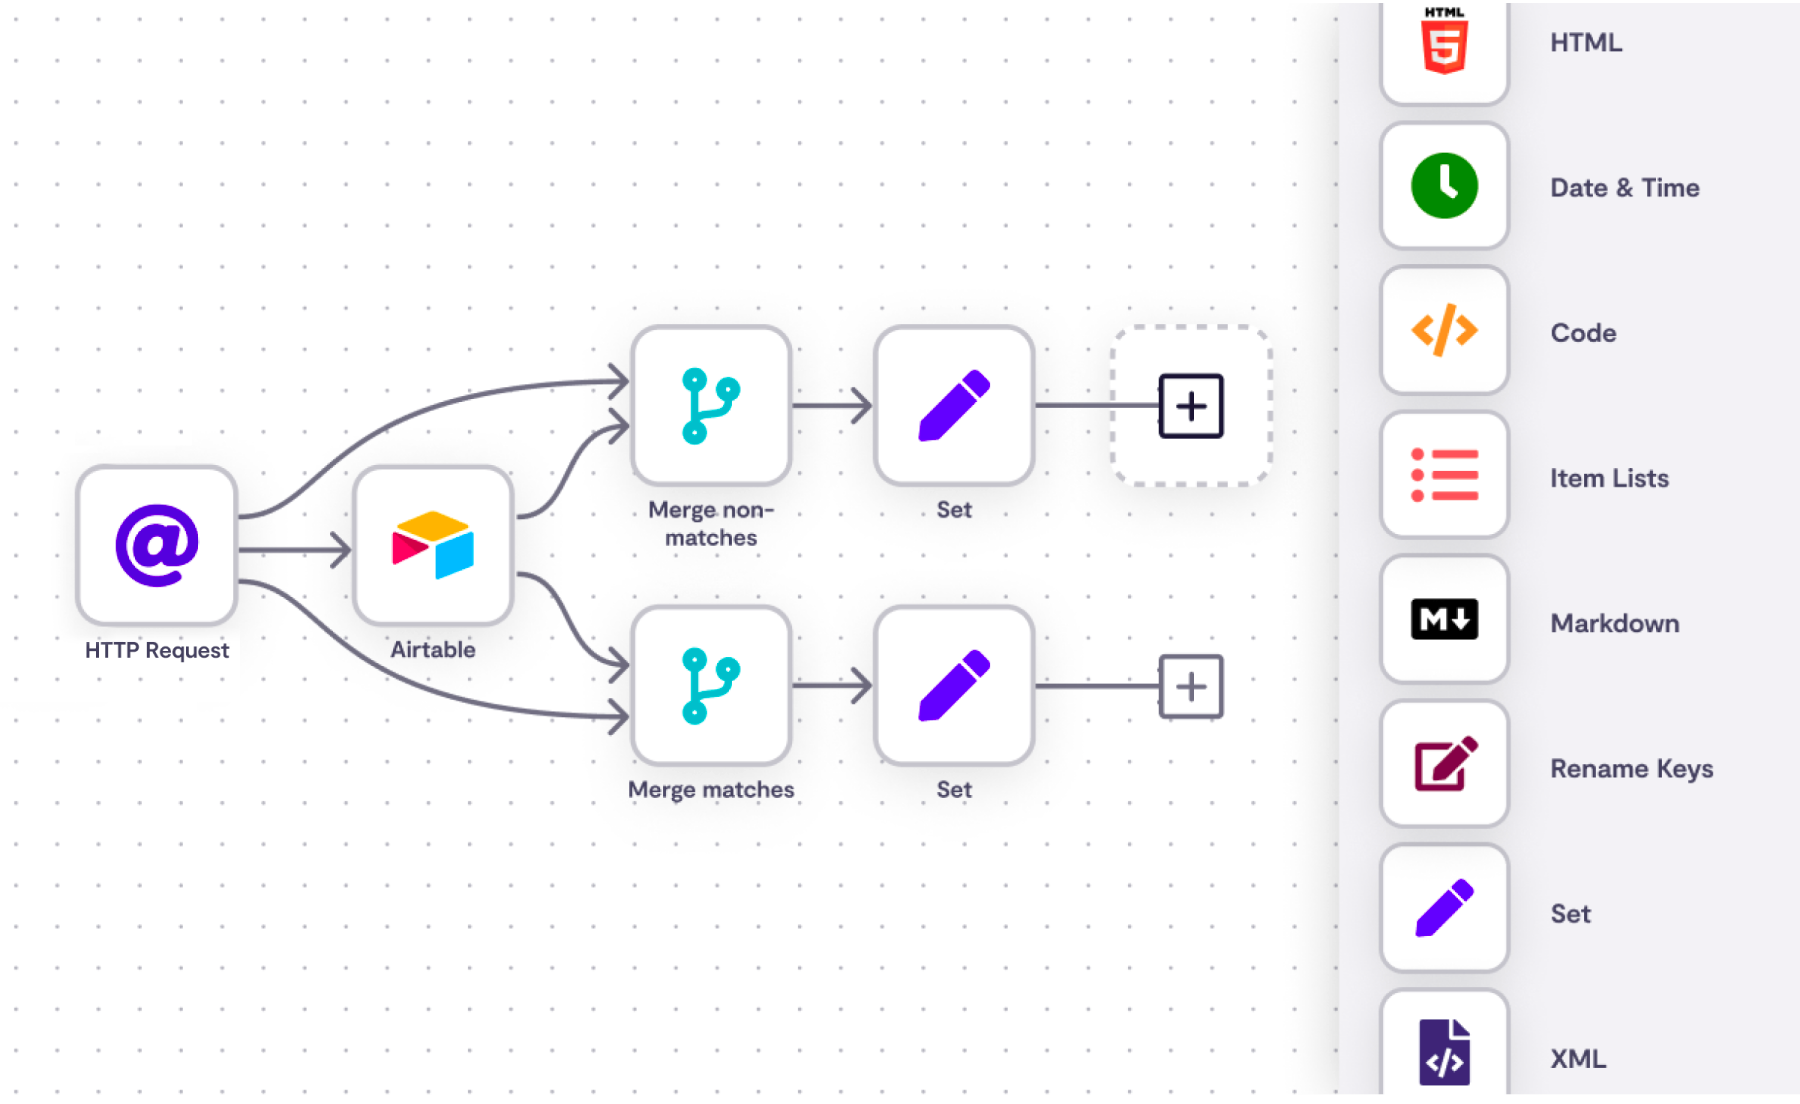 HTTP Request
Airtable
Merge non-
matches
Set
Merge matches
Set
HTML
5
HTML
Date & Time
Code
Item Lists
M
Markdown
Rename Keys
Set
</>
XML